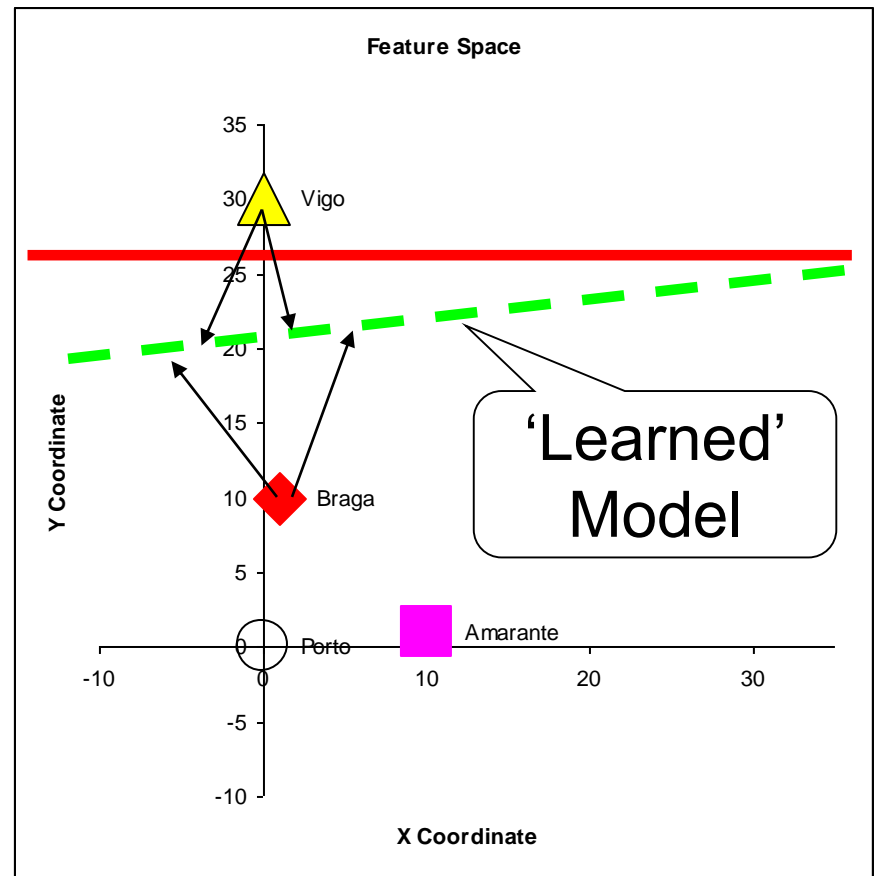 Feature Space
35
30
Vigo
25
20
15
10
Braga
5
0
Porto
Amarante
-10
0
10
20
30
-5
-10
Y Coordinate
X Coordinate
‘Learned’
Model